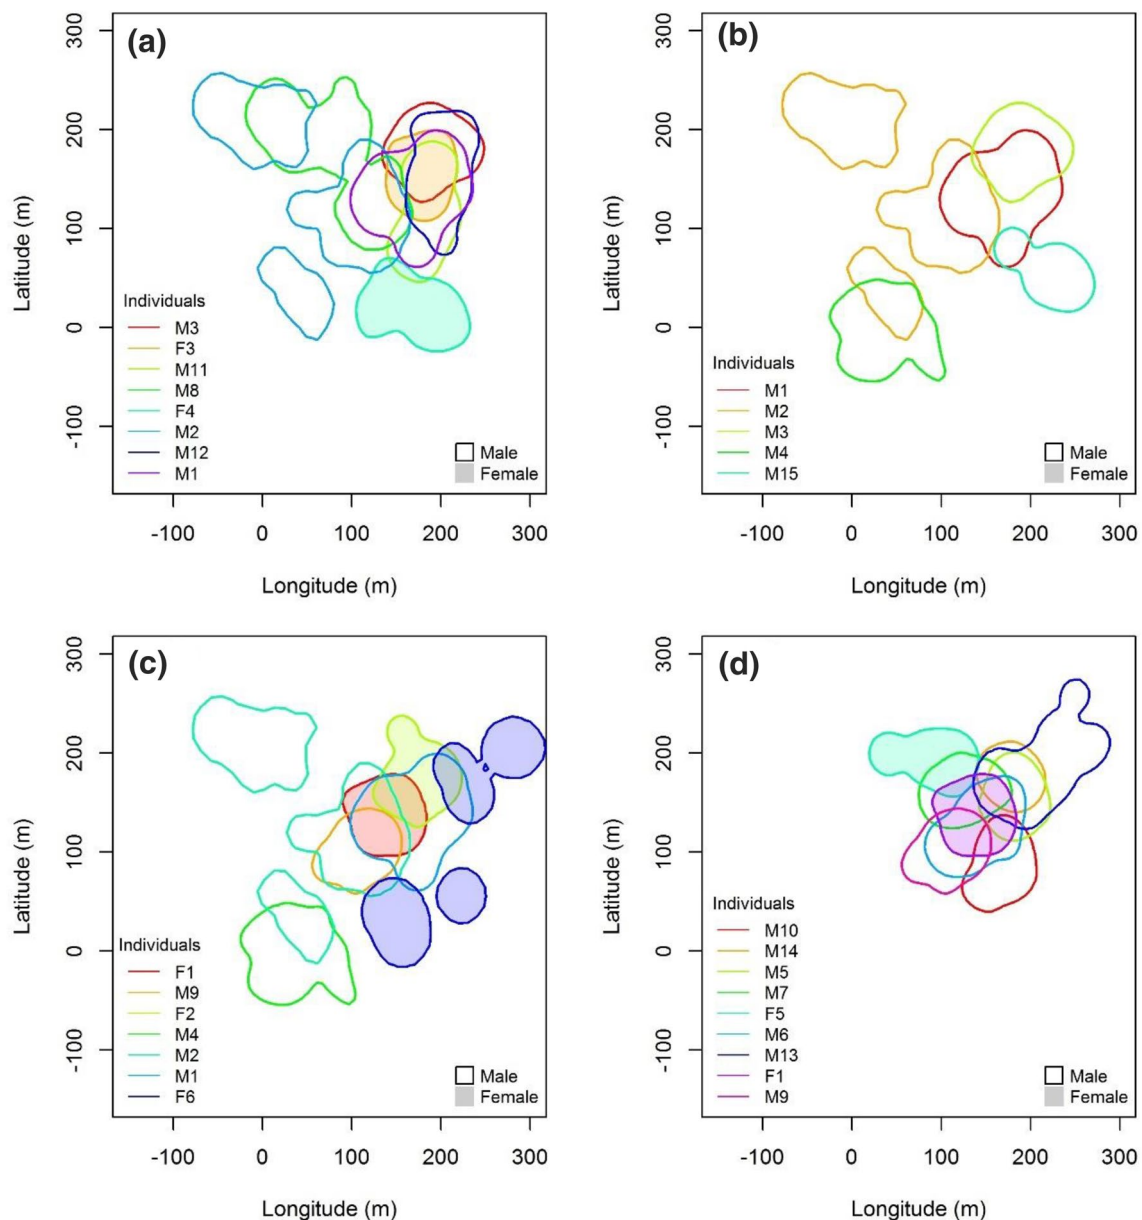 (a)
300
200
100
0
-100
Latitude (m)
Individuals
M3
F3
M11
M8
F4
M2
M12
M1
Male
Female
-100 0 100 200 300
Longitude (m)
(b)
300
200
100
0
-100
Latitude (m)
Individuals
M1
M2
M3
M4
M15
Male
Female
-100 0 100 200 300
Longitude (m)
(c)
300
200
100
0
-100
Latitude (m)
Individuals
F1
M9
F2
M4
M2
M1
F6
Male
Female
-100 0 100 200 300
Longitude (m)
(d)
300
200
100
0
-100
Latitude (m)
Individuals
M10
M14
M5
M7
F5
M6
M13
F1
M9
Male
Female
-100 0 100 200 300
Longitude (m)